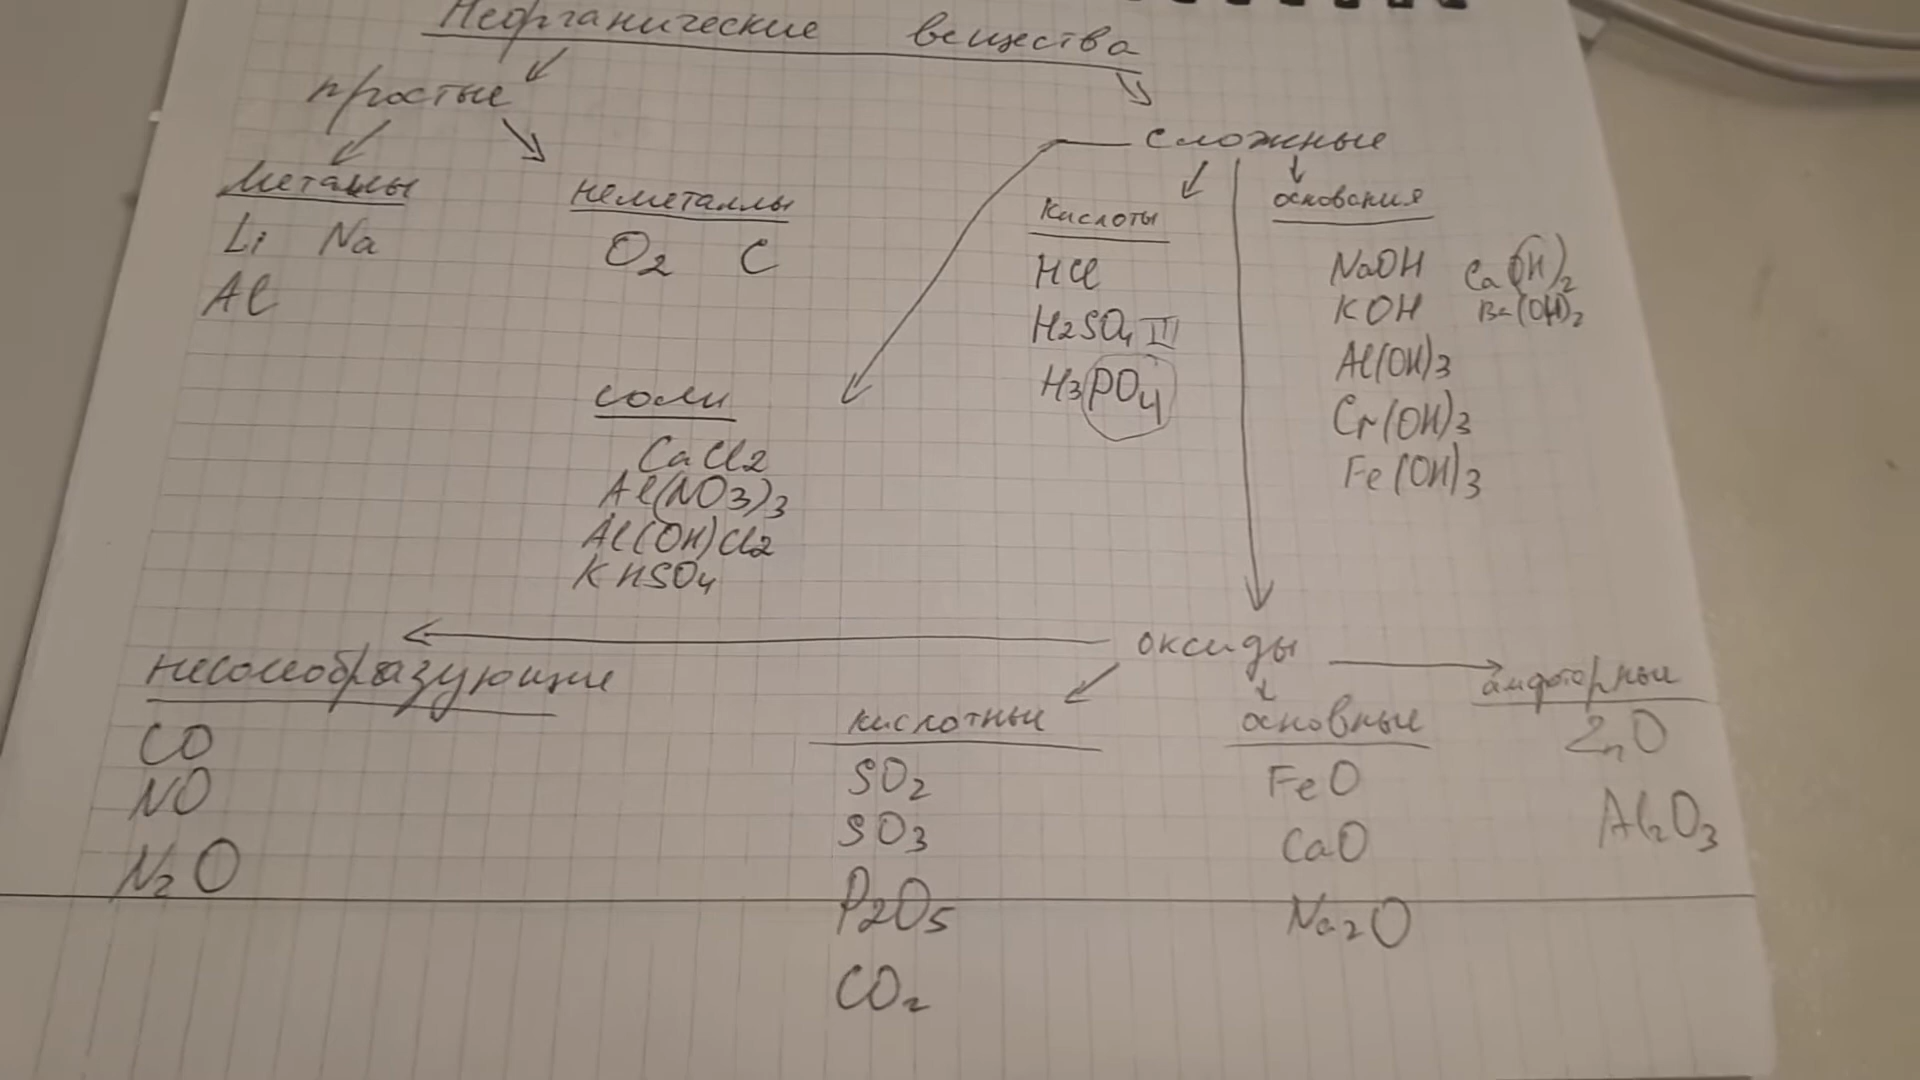 Неорганические вещества
простые
сложные
металлы
Li Na
Al
неметаллы
O2 C
кислоты
HCl
H2SO4 III
H3PO4
основания
NaOH Ca(OH)2
KOH Ba(OH)2
Al(OH)3
Cr(OH)3
Fe(OH)3
соли
CaCl2
Al(NO3)3
Al(OH)Cl2
KHSO4
оксиды
несолеобразующие
CO
NO
N2O
кислотные
SO2
SO3
P2O5
CO2
основные
FeO
CaO
Na2O
амфотерные
ZnO
Al2O3